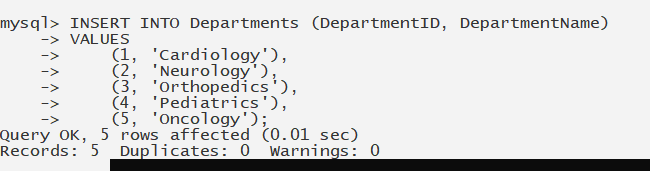 mysql> INSERT INTO Departments (DepartmentID, DepartmentName)
    -> VALUES
    ->     (1, 'Cardiology'),
    ->     (2, 'Neurology'),
    ->     (3, 'Orthopedics'),
    ->     (4, 'Pediatrics'),
    ->     (5, 'Oncology');
Query OK, 5 rows affected (0.01 sec)
Records: 5  Duplicates: 0  Warnings: 0